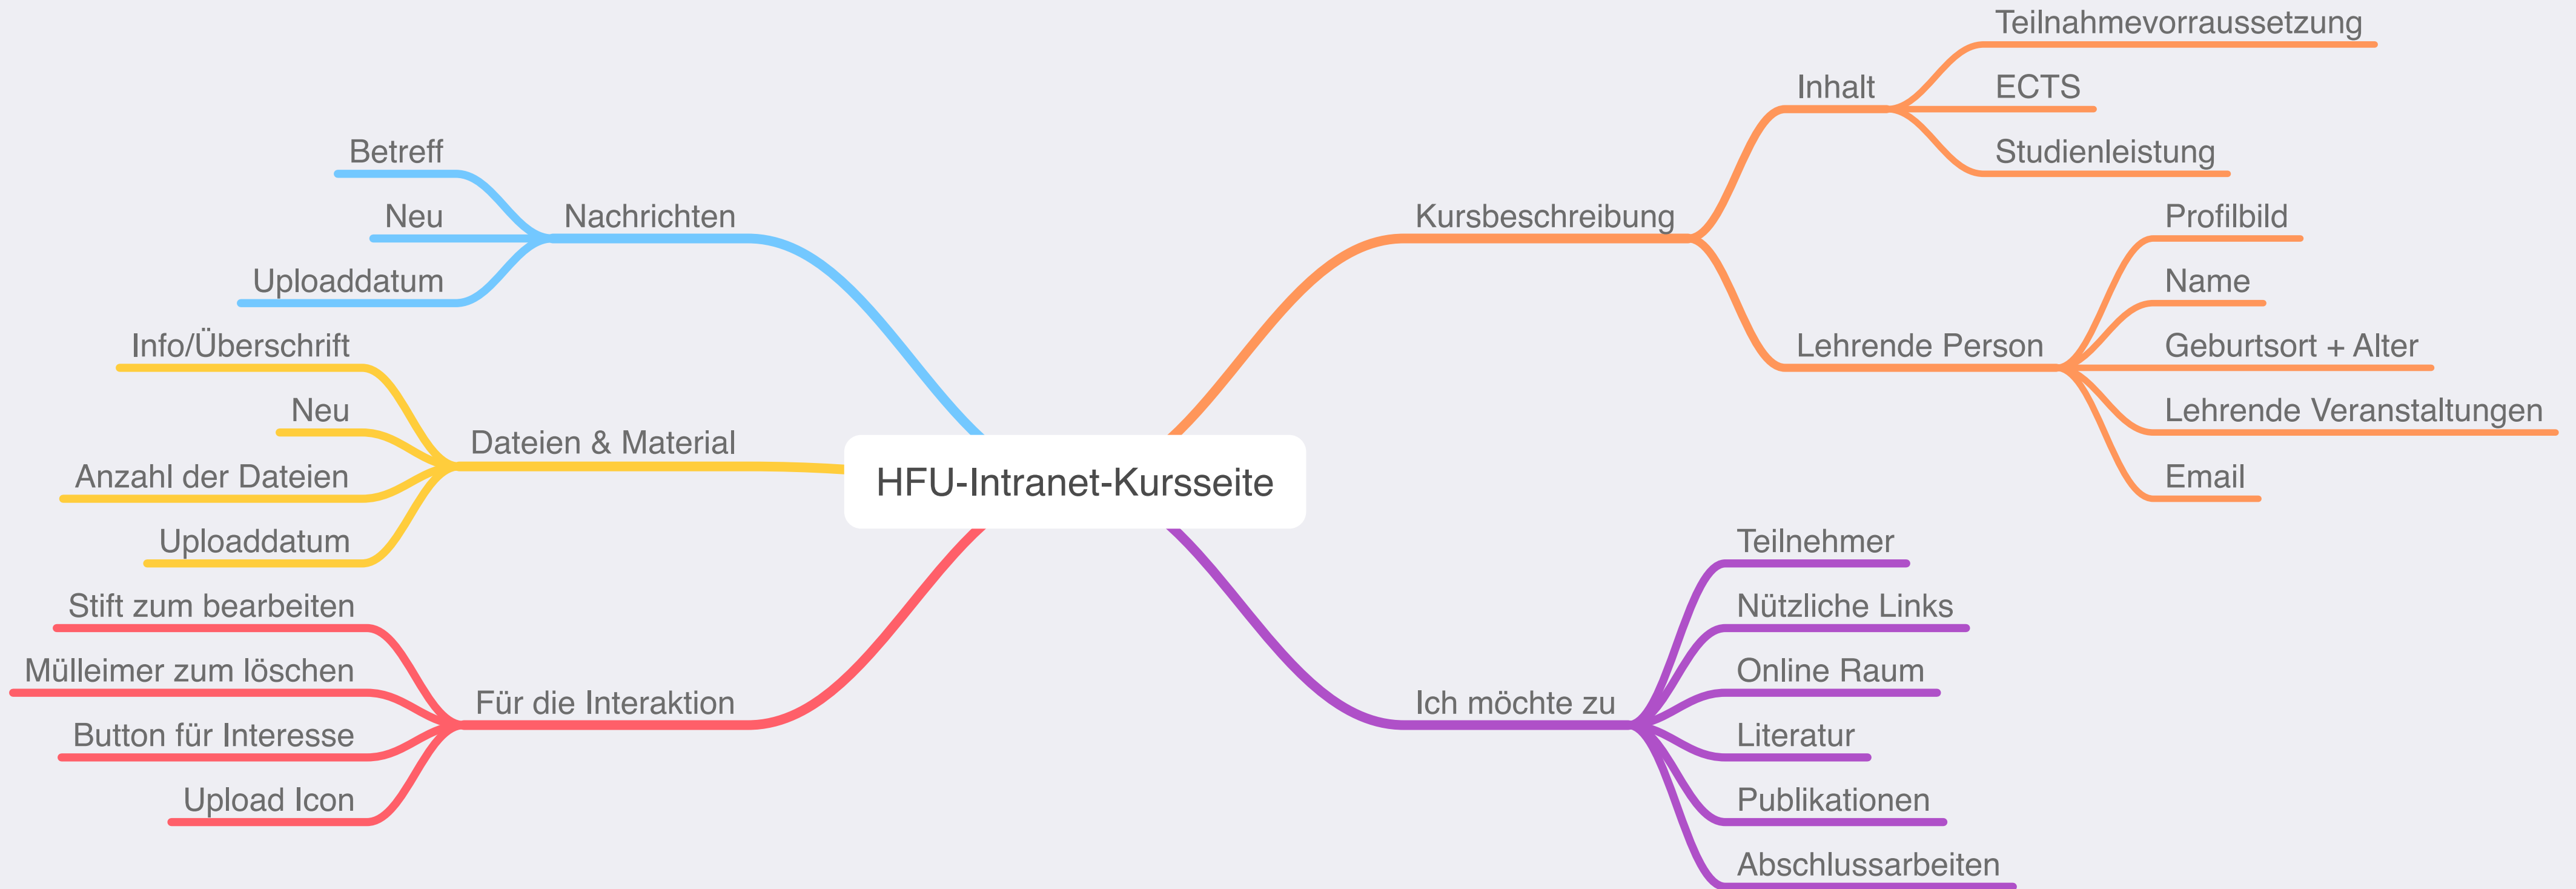 HFU-Intranet-Kursseite
Nachrichten
Betreff
Neu
Uploaddatum
Dateien & Material
Info/Überschrift
Neu
Anzahl der Dateien
Uploaddatum
Für die Interaktion
Stift zum bearbeiten
Mülleimer zum löschen
Button für Interesse
Upload Icon
Kursbeschreibung
Inhalt
Teilnahmevorraussetzung
ECTS
Studienleistung
Lehrende Person
Profilbild
Name
Geburtsort + Alter
Lehrende Veranstaltungen
Email
Ich möchte zu
Teilnehmer
Nützliche Links
Online Raum
Literatur
Publikationen
Abschlussarbeiten